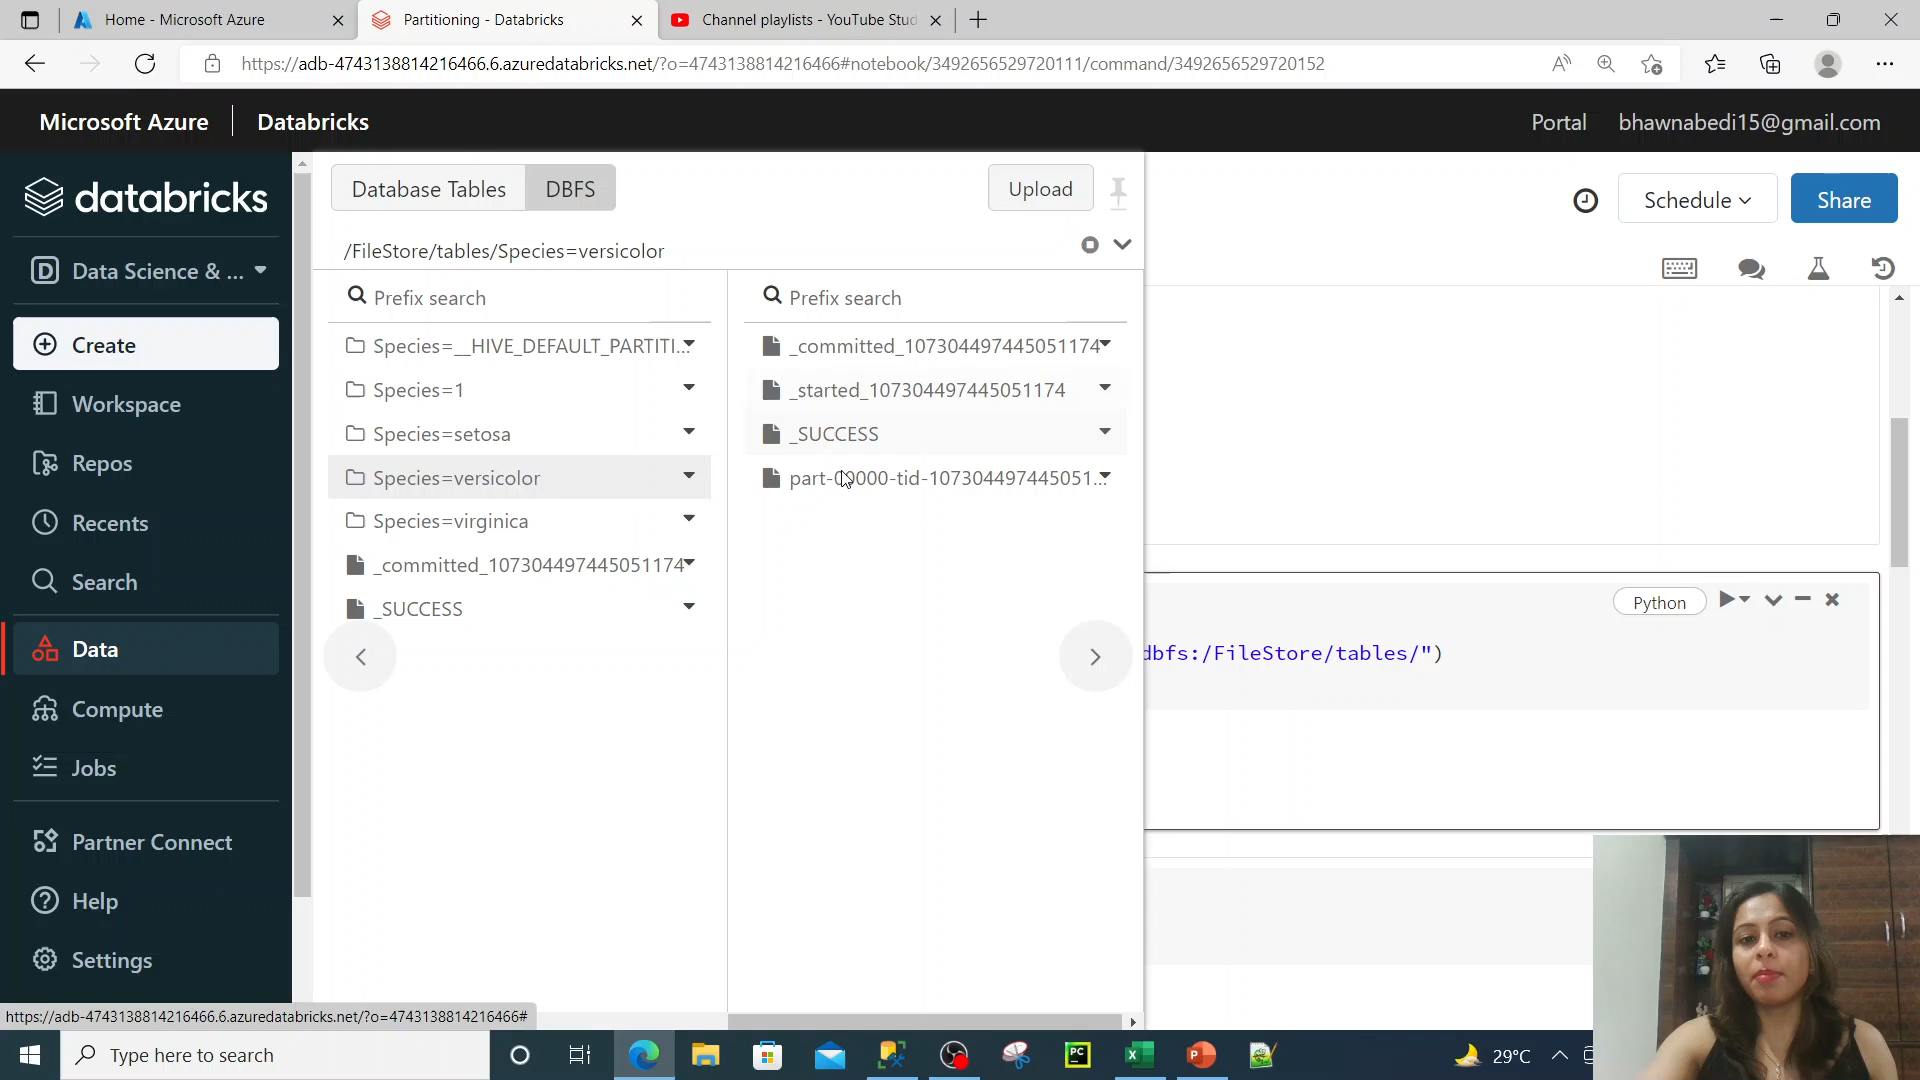 Home - Microsoft Azure
Partitioning - Databricks
Channel playlists - YouTube Stud
https://adb-4743138814216466.6.azuredatabricks.net/?o=4743138814216466#notebook/3492656529720111/command/3492656529720152
Microsoft Azure
Databricks
Portal
bhawnabedi15@gmail.com
databricks
Data Science & ...
Create
Workspace
Repos
Recents
Search
Data
Compute
Jobs
Partner Connect
Help
Settings
Database Tables
DBFS
Upload
/FileStore/tables/Species=versicolor
Prefix search
Species=__HIVE_DEFAULT_PARTITI...
Species=1
Species=setosa
Species=versicolor
Species=virginica
_committed_107304497445051174
_SUCCESS
Prefix search
_committed_107304497445051174
_started_107304497445051174
_SUCCESS
part-00000-tid-107304497445051...
Schedule
Share
Python
dbfs:/FileStore/tables/")
https://adb-4743138814216466.6.azuredatabricks.net/?o=4743138814216466#
Type here to search
PC
29°C